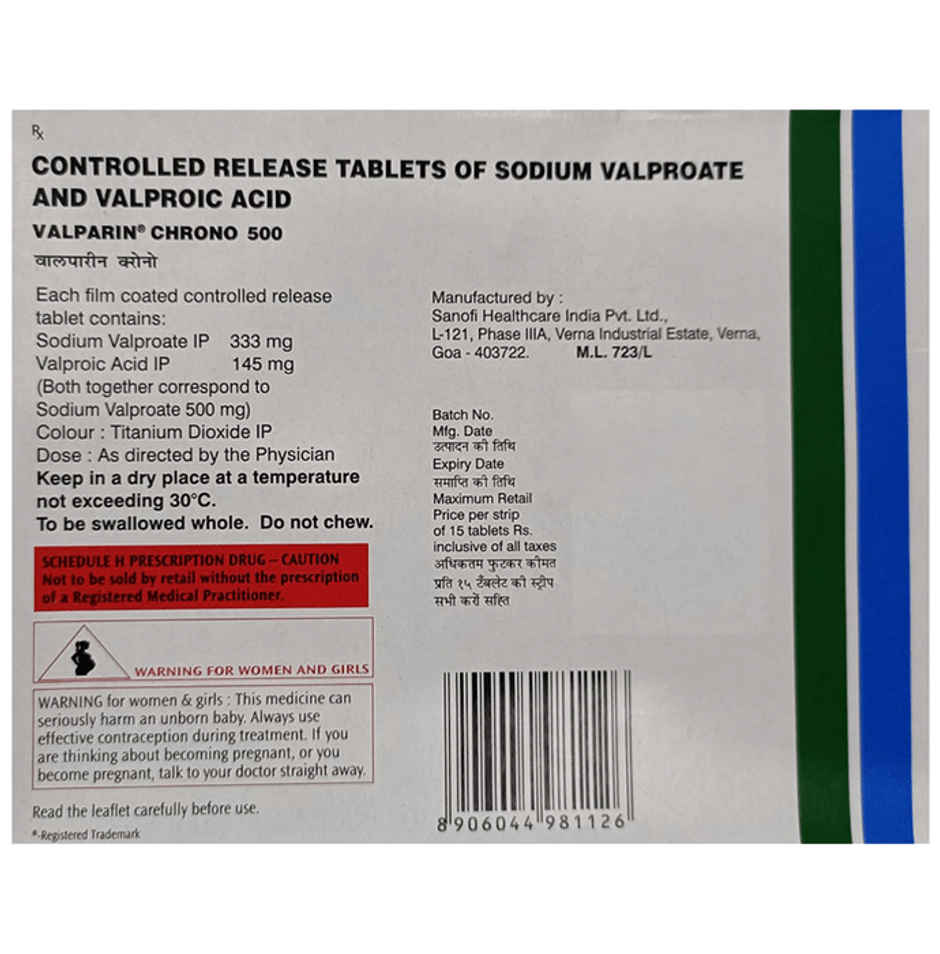 Rx
CONTROLLED RELEASE TABLETS OF SODIUM VALPROATE
AND VALPROIC ACID
VALPARIN® CHRONO 500
वालपारीन क्रोनो
Each film coated controlled release
tablet contains:
Sodium Valproate IP 333 mg
Valproic Acid IP 145 mg
(Both together correspond to
Sodium Valproate 500 mg)
Colour : Titanium Dioxide IP
Dose : As directed by the Physician
Keep in a dry place at a temperature
not exceeding 30°C.
To be swallowed whole. Do not chew.
SCHEDULE H PRESCRIPTION DRUG – CAUTION
Not to be sold by retail without the prescription
of a Registered Medical Practitioner.
WARNING FOR WOMEN AND GIRLS
WARNING for women & girls : This medicine can
seriously harm an unborn baby. Always use
effective contraception during treatment. If you
are thinking about becoming pregnant, or you
become pregnant, talk to your doctor straight away.
Read the leaflet carefully before use.
®-Registered Trademark
Manufactured by :
Sanofi Healthcare India Pvt. Ltd.,
L-121, Phase IIIA, Verna Industrial Estate, Verna,
Goa - 403722. M.L. 723/L
Batch No.
Mfg. Date
उत्पादन की तिथि
Expiry Date
समाप्ति की तिथि
Maximum Retail
Price per strip
of 15 tablets Rs.
inclusive of all taxes
अधिकतम फुटकर कीमत
प्रति १५ टॅबलेट की स्ट्रीप
सभी करों सहित
8906044981126